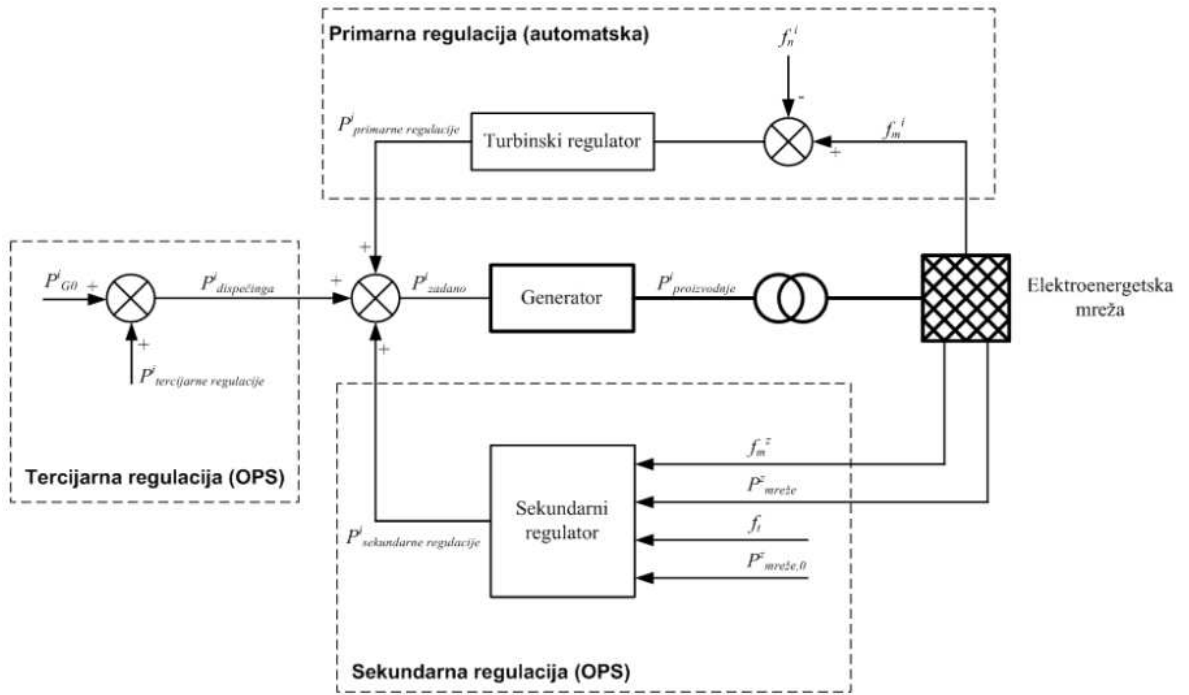 Primarna regulacija (automatska)
f_n^i
-
P^i_primarne regulacije
Turbinski regulator
f_m^i
+
+
P^i_G0
+
P^i_dispečinga
+
P^i_zadano
Generator
P^i_proizvodnje
Elektroenergetska
mreža
+
+
P^i_tercijarne regulacije
Tercijarna regulacija (OPS)
f_m^z
P^z_mreže
Sekundarni
regulator
f_t
P^i_sekundarne regulacije
P^z_mreže,0
Sekundarna regulacija (OPS)